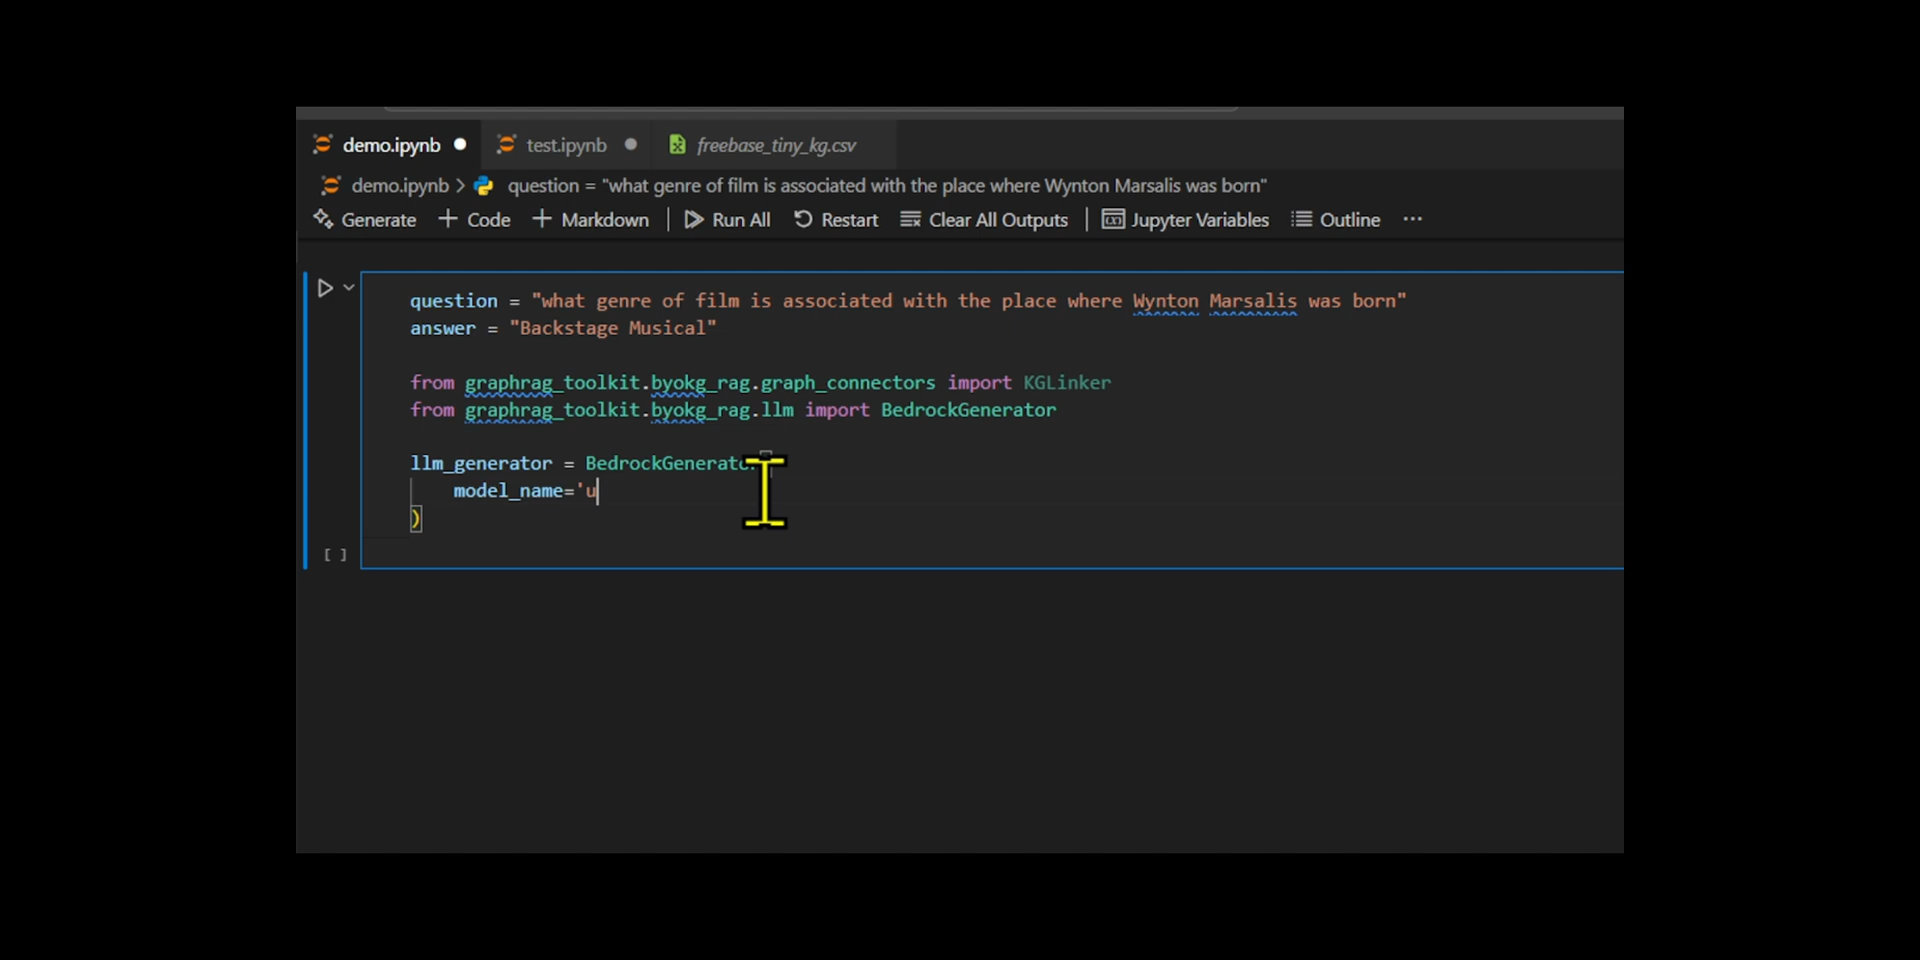 demo.ipynb test.ipynb freebase_tiny_kg.csv
demo.ipynb > question = "what genre of film is associated with the place where Wynton Marsalis was born"
Generate + Code + Markdown | Run All Restart Clear All Outputs | Jupyter Variables Outline ...
question = "what genre of film is associated with the place where Wynton Marsalis was born"
answer = "Backstage Musical"
from graphrag_toolkit.byokg_rag.graph_connectors import KGLinker
from graphrag_toolkit.byokg_rag.llm import BedrockGenerator
llm_generator = BedrockGenerator
model_name='u
)
[ ]